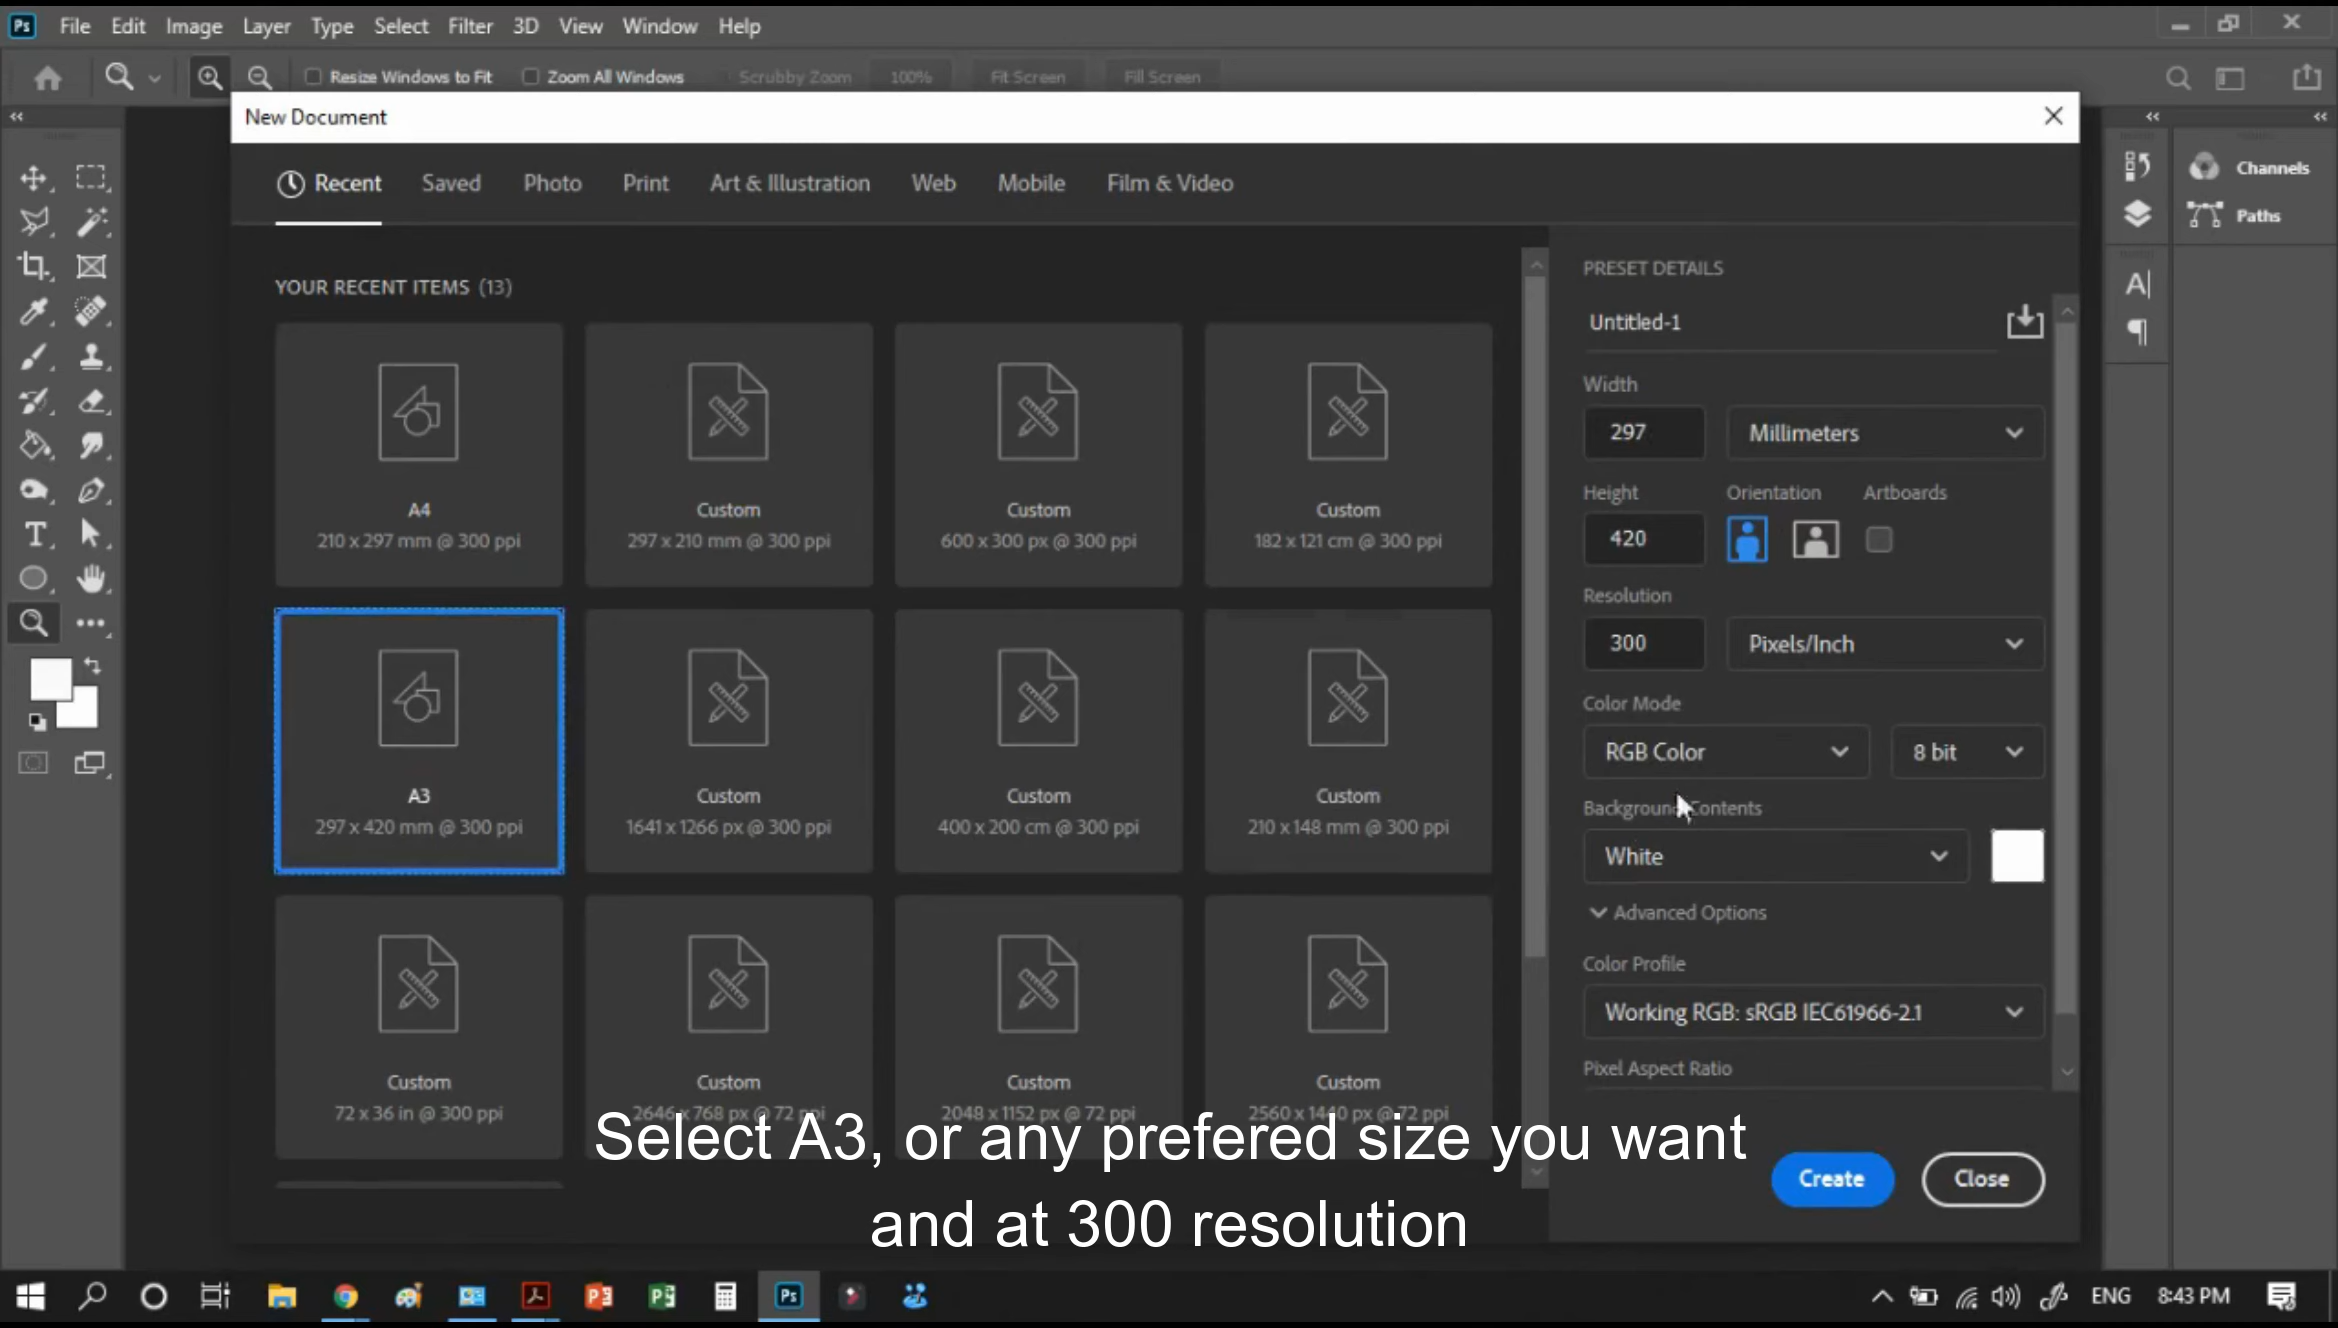 Ps File Edit Image Layer Type Select Filter 3D View Window Help
Resize Windows to Fit Zoom All Windows Scrubby Zoom 100% Fit Screen Fill Screen
New Document
Recent Saved Photo Print Art & Illustration Web Mobile Film & Video
Channels
Paths
YOUR RECENT ITEMS (13)
A4
210 x 297 mm @ 300 ppi
Custom
297 x 210 mm @ 300 ppi
Custom
600 x 300 px @ 300 ppi
Custom
182 x 121 cm @ 300 ppi
A3
297 x 420 mm @ 300 ppi
Custom
1641 x 1266 px @ 300 ppi
Custom
400 x 200 cm @ 300 ppi
Custom
210 x 148 mm @ 300 ppi
Custom
72 x 36 in @ 300 ppi
Custom
2646 x 768 px @ 72 ppi
Custom
2048 x 1152 px @ 72 ppi
Custom
2560 x 1440 px @ 72 ppi
PRESET DETAILS
Untitled-1
Width
297 Millimeters
Height Orientation Artboards
420
Resolution
300 Pixels/Inch
Color Mode
RGB Color 8 bit
Background Contents
White
Advanced Options
Color Profile
Working RGB: sRGB IEC61966-2.1
Pixel Aspect Ratio
Create Close
Select A3, or any prefered size you want
and at 300 resolution
Ps ENG 8:43 PM